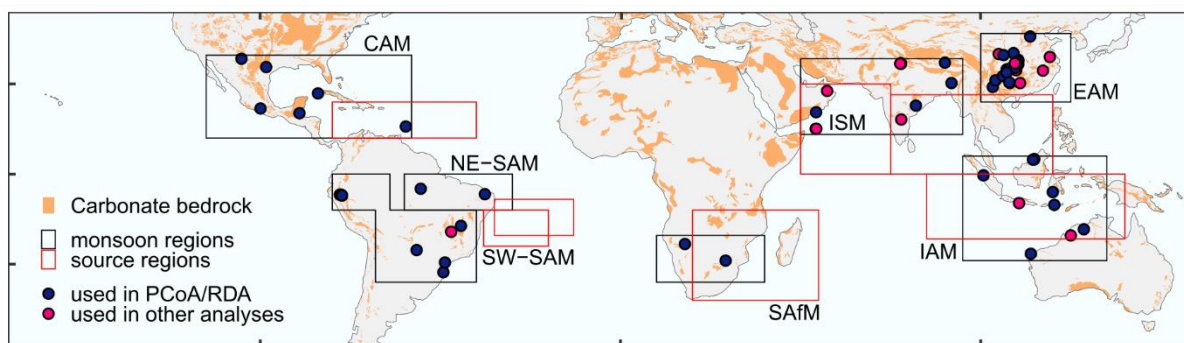 CAM
EAM
ISM
NE-SAM
Carbonate bedrock
monsoon regions
source regions
SW-SAM
IAM
used in PCoA/RDA
used in other analyses
SAfM